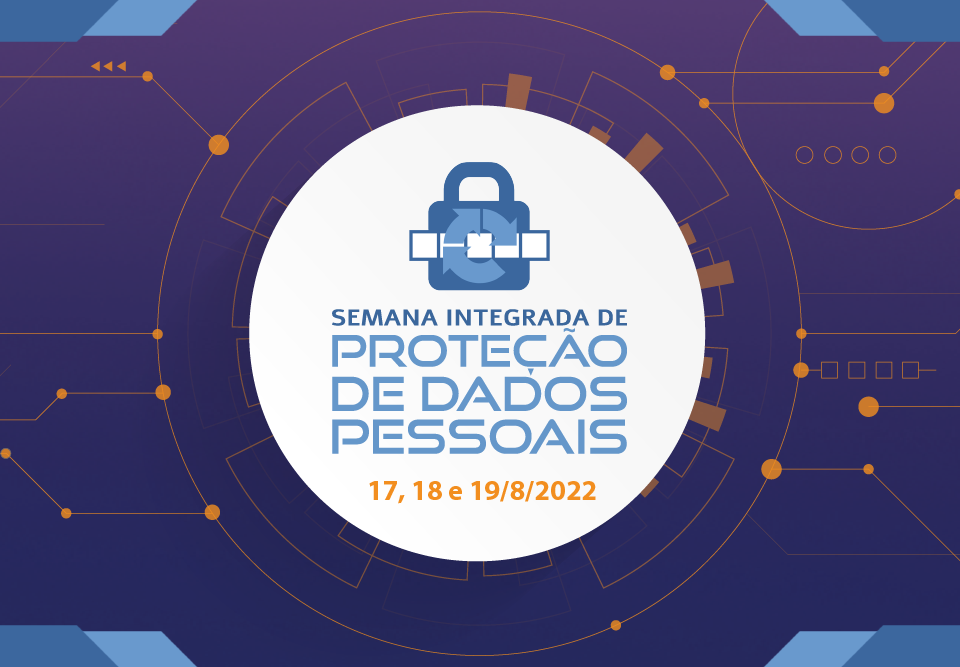 SEMANA INTEGRADA DE
PROTEÇÃO
DE DADOS
PESSOAIS
17, 18 e 19/8/2022